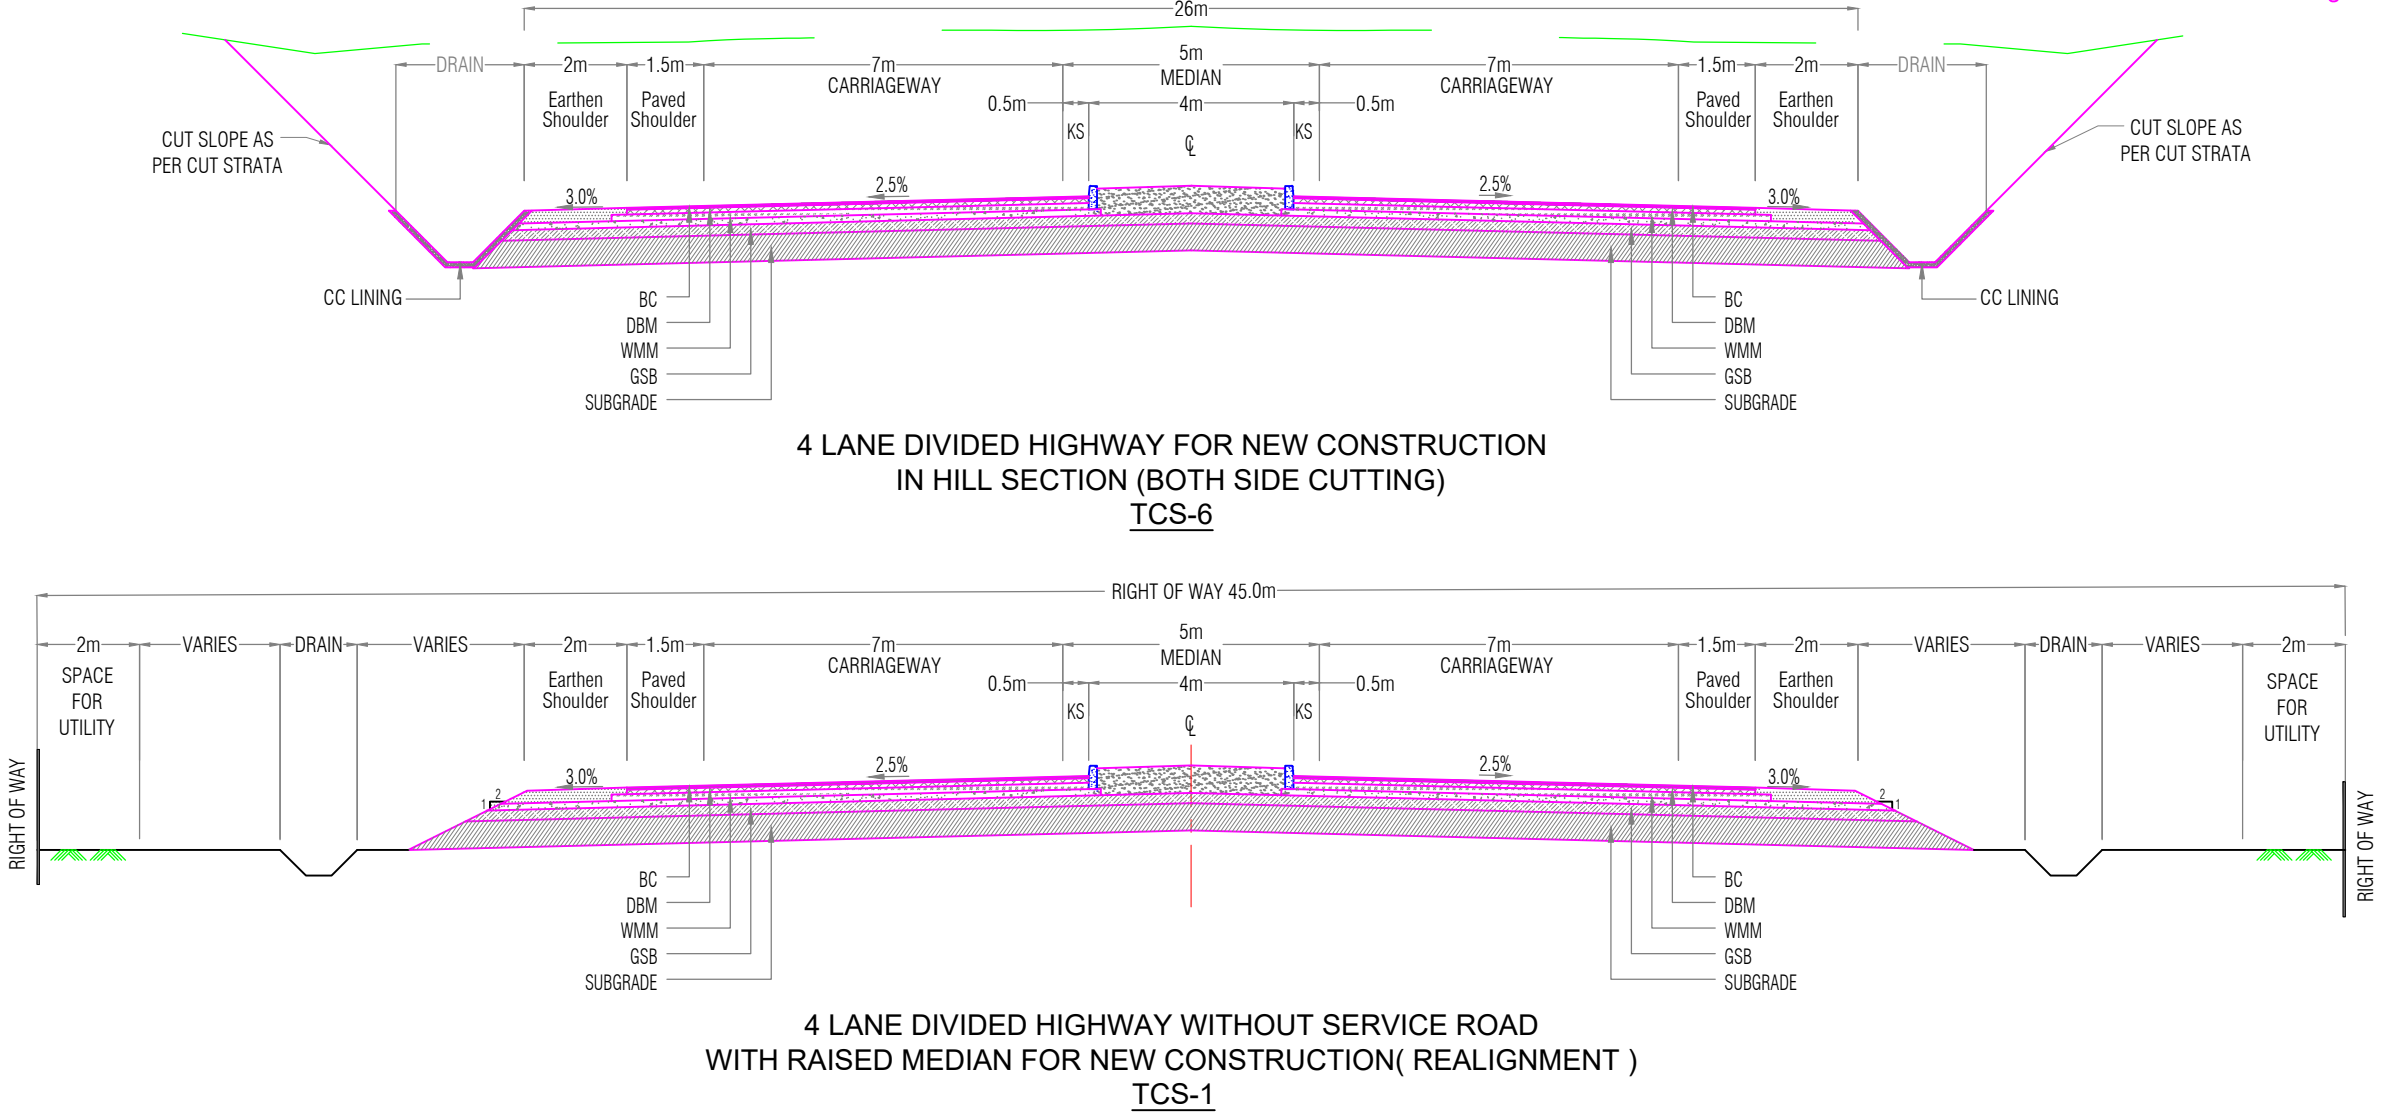 26m
DRAIN 2m 1.5m 7m 5m 7m 1.5m 2m DRAIN
CARRIAGEWAY MEDIAN CARRIAGEWAY
Earthen Paved 0.5m 4m 0.5m Paved Earthen
Shoulder Shoulder Shoulder Shoulder
KS KS
CUT SLOPE AS CUT SLOPE AS
PER CUT STRATA PER CUT STRATA
℄
3.0% 2.5% 2.5% 3.0%
CC LINING CC LINING
BC BC
DBM DBM
WMM WMM
GSB GSB
SUBGRADE SUBGRADE
4 LANE DIVIDED HIGHWAY FOR NEW CONSTRUCTION
IN HILL SECTION (BOTH SIDE CUTTING)
TCS-6
RIGHT OF WAY 45.0m
2m VARIES DRAIN VARIES 2m 1.5m 7m 5m 7m 1.5m 2m VARIES DRAIN VARIES 2m
CARRIAGEWAY MEDIAN CARRIAGEWAY
SPACE Earthen Paved 0.5m 4m 0.5m Paved Earthen SPACE
FOR Shoulder Shoulder Shoulder Shoulder FOR
UTILITY KS KS UTILITY
℄
3.0% 2.5% 2.5% 3.0%
1 2 2 1
RIGHT OF WAY RIGHT OF WAY
BC BC
DBM DBM
WMM WMM
GSB GSB
SUBGRADE SUBGRADE
4 LANE DIVIDED HIGHWAY WITHOUT SERVICE ROAD
WITH RAISED MEDIAN FOR NEW CONSTRUCTION( REALIGNMENT )
TCS-1